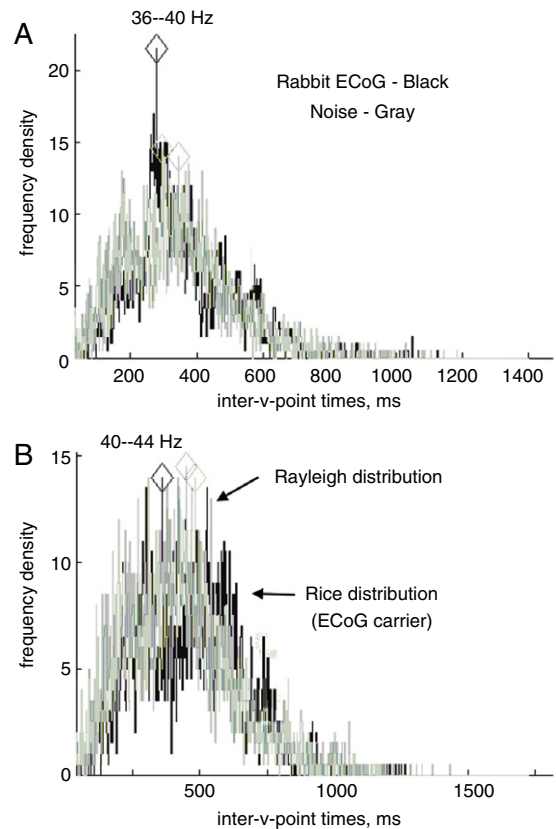 A
36--40 Hz
Rabbit ECoG - Black
Noise - Gray
frequency density
20
15
10
5
0
200 400 600 800 1000 1200 1400
inter-v-point times, ms
B
40--44 Hz
Rayleigh distribution
Rice distribution
(ECoG carrier)
frequency density
15
10
5
0
500 1000 1500
inter-v-point times, ms